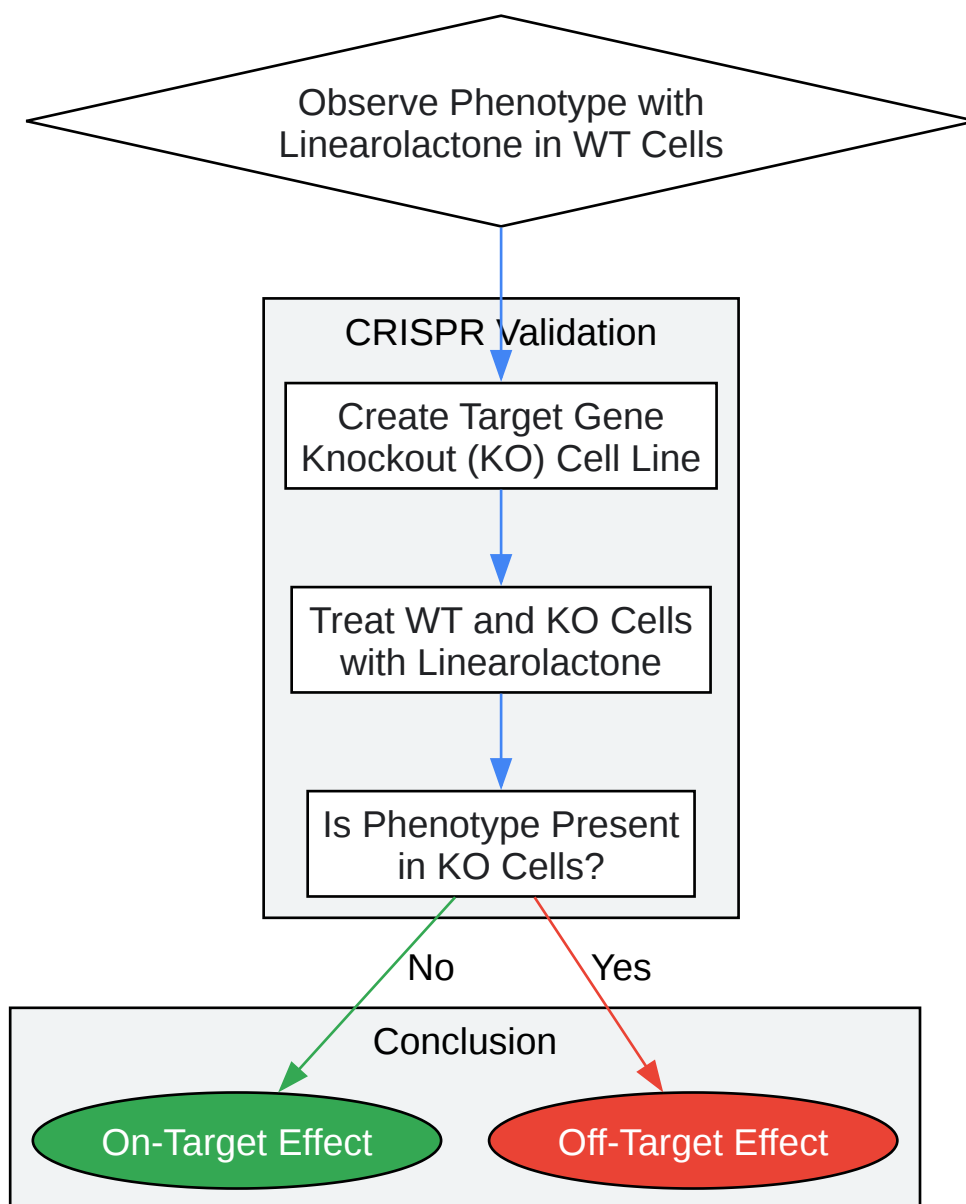 Observe Phenotype with
Linearolactone in WT Cells
CRISPR Validation
Create Target Gene
Knockout (KO) Cell Line
Treat WT and KO Cells
with Linearolactone
Is Phenotype Present
in KO Cells?
No
Yes
Conclusion
On-Target Effect
Off-Target Effect